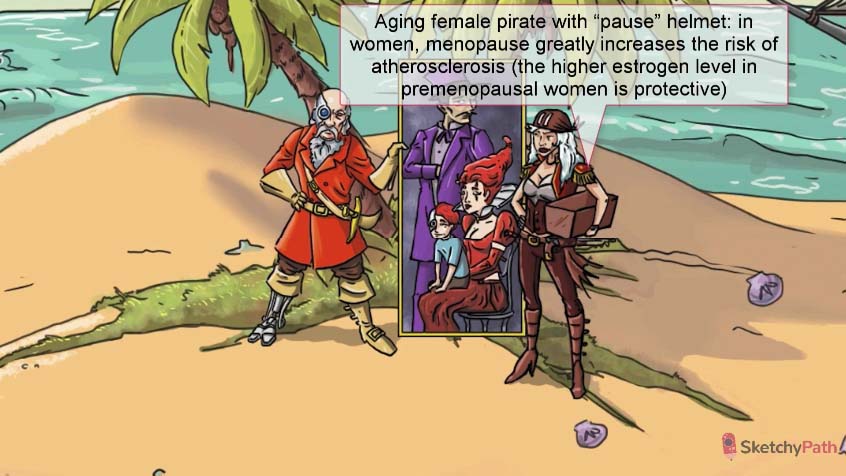 Aging female pirate with “pause” helmet: in
women, menopause greatly increases the risk of
atherosclerosis (the higher estrogen level in
premenopausal women is protective)
SketchyPath